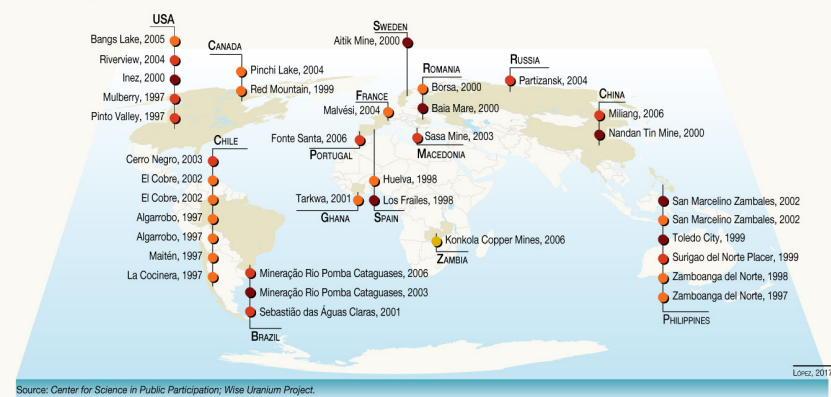 USA
Bangs Lake, 2005
Riverview, 2004
Inez, 2000
Mulberry, 1997
Pinto Valley, 1997
CANADA
Pinchi Lake, 2004
Red Mountain, 1999
SWEDEN
Aitik Mine, 2000
FRANCE
Malvési, 2004
ROMANIA
Borsa, 2000
Baia Mare, 2000
RUSSIA
Partizansk, 2004
CHINA
Miliang, 2006
Nandan Tin Mine, 2000
Fonte Santa, 2006
PORTUGAL
Sasa Mine, 2003
MACEDONIA
CHILE
Cerro Negro, 2003
El Cobre, 2002
El Cobre, 2002
Algarrobo, 1997
Algarrobo, 1997
Maitén, 1997
La Cocinera, 1997
Huelva, 1998
Los Frailes, 1998
SPAIN
Tarkwa, 2001
GHANA
Konkola Copper Mines, 2006
ZAMBIA
San Marcelino Zambales, 2002
San Marcelino Zambales, 2002
Toledo City, 1999
Surigao del Norte Placer, 1999
Zamboanga del Norte, 1998
Zamboanga del Norte, 1997
PHILIPPINES
Mineração Rio Pomba Cataguases, 2006
Mineração Rio Pomba Cataguases, 2003
Sebastião das Águas Claras, 2001
BRAZIL
LÓPEZ, 2017
Source: Center for Science in Public Participation; Wise Uranium Project.